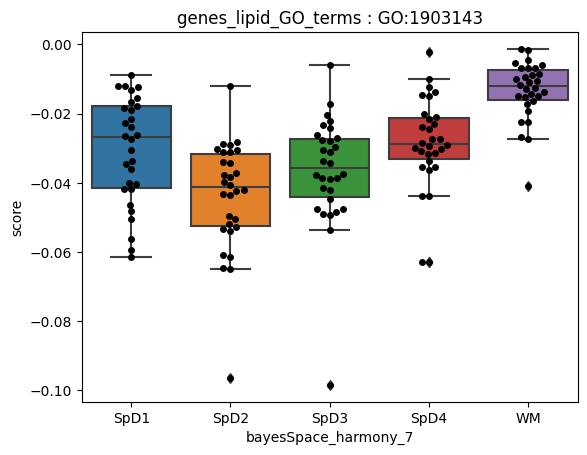 genes_lipid_GO_terms : GO:1903143
0.00
−0.02
−0.04
−0.06
−0.08
−0.10
score
SpD1 SpD2 SpD3 SpD4 WM
bayesSpace_harmony_7